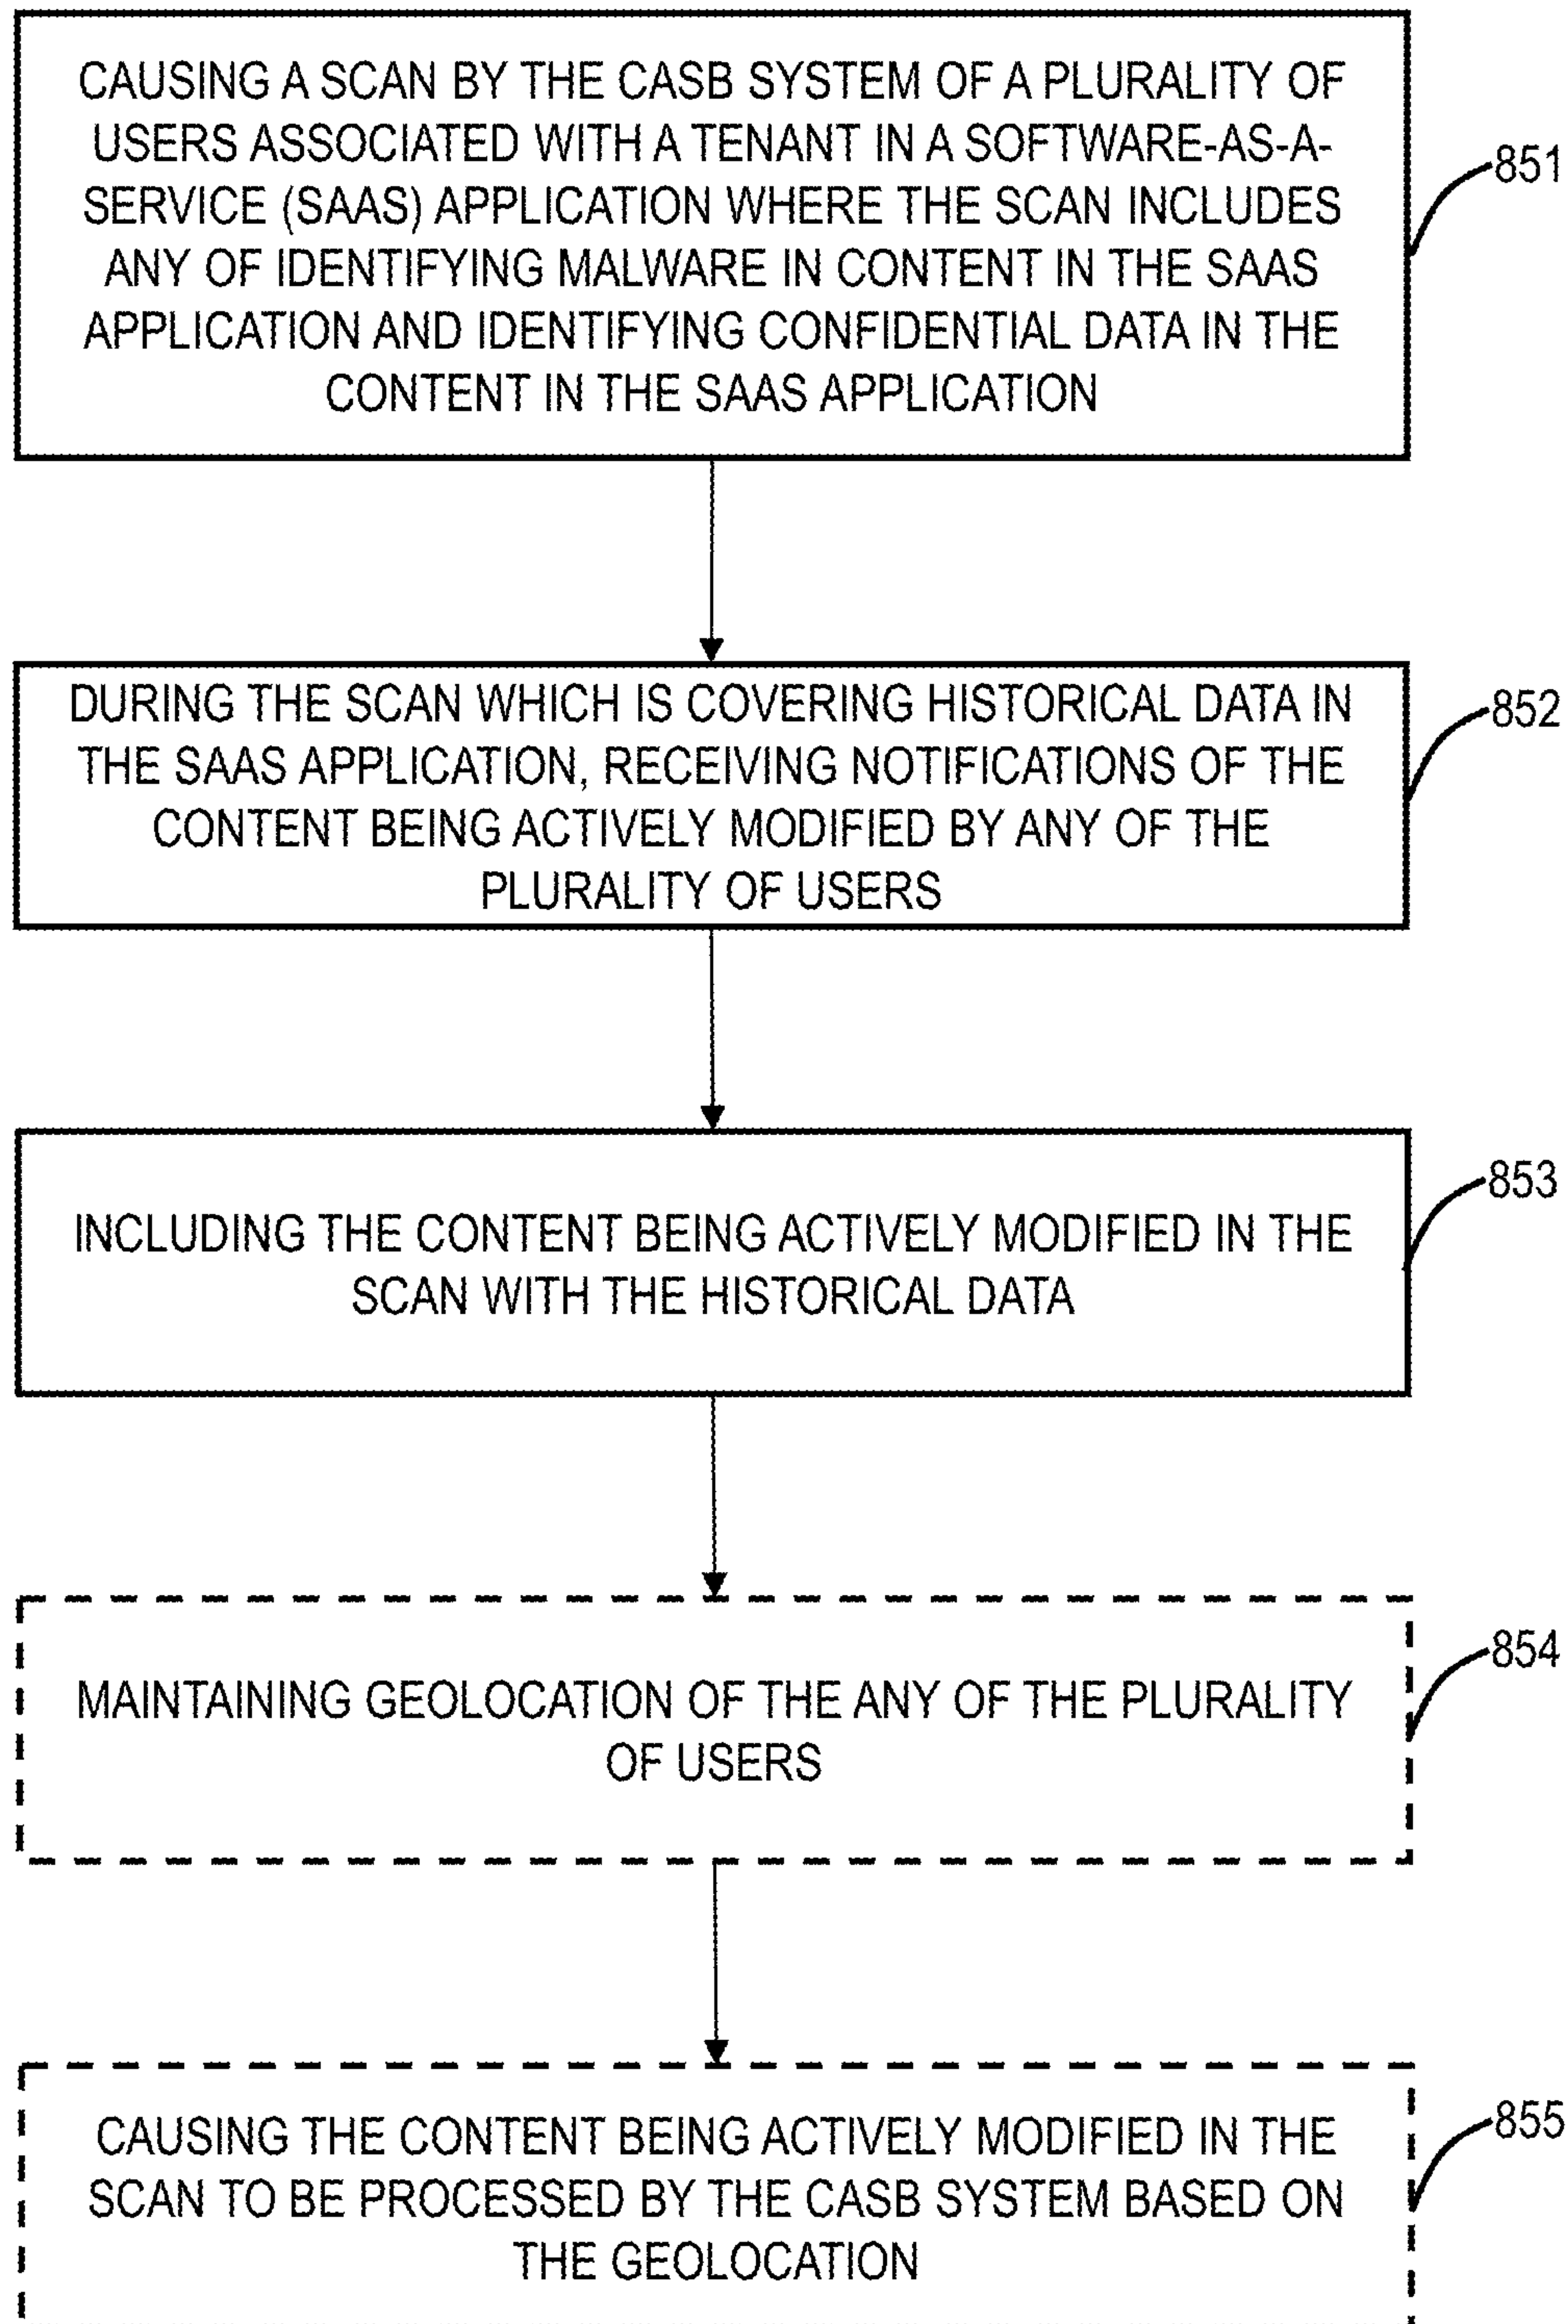 CAUSING A SCAN BY THE CASB SYSTEM OF A PLURALITY OF
USERS ASSOCIATED WITH A TENANT IN A SOFTWARE-AS-A-
SERVICE (SAAS) APPLICATION WHERE THE SCAN INCLUDES
ANY OF IDENTIFYING MALWARE IN CONTENT IN THE SAAS
APPLICATION AND IDENTIFYING CONFIDENTIAL DATA IN THE
CONTENT IN THE SAAS APPLICATION
851
DURING THE SCAN WHICH IS COVERING HISTORICAL DATA IN
THE SAAS APPLICATION, RECEIVING NOTIFICATIONS OF THE
CONTENT BEING ACTIVELY MODIFIED BY ANY OF THE
PLURALITY OF USERS
852
INCLUDING THE CONTENT BEING ACTIVELY MODIFIED IN THE
SCAN WITH THE HISTORICAL DATA
853
MAINTAINING GEOLOCATION OF THE ANY OF THE PLURALITY
OF USERS
854
CAUSING THE CONTENT BEING ACTIVELY MODIFIED IN THE
SCAN TO BE PROCESSED BY THE CASB SYSTEM BASED ON
THE GEOLOCATION
855